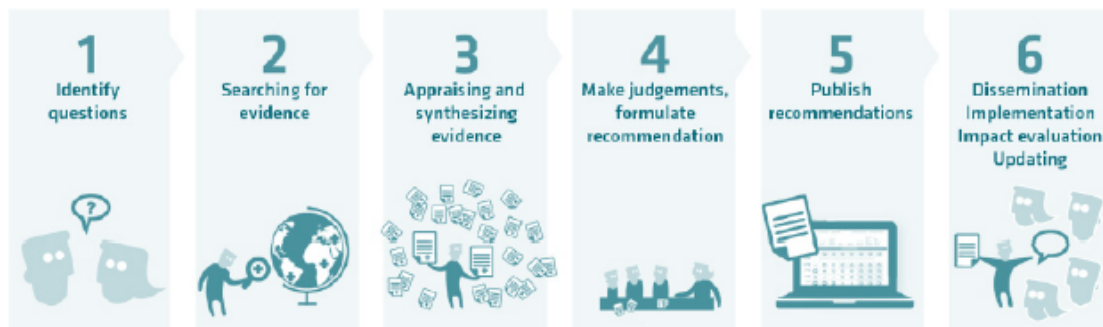 1
Identify
questions
2
Searching for
evidence
3
Appraising and
synthesizing
evidence
4
Make judgements,
formulate
recommendation
5
Publish
recommendations
6
Dissemination
Implementation
Impact evaluation
Updating
?